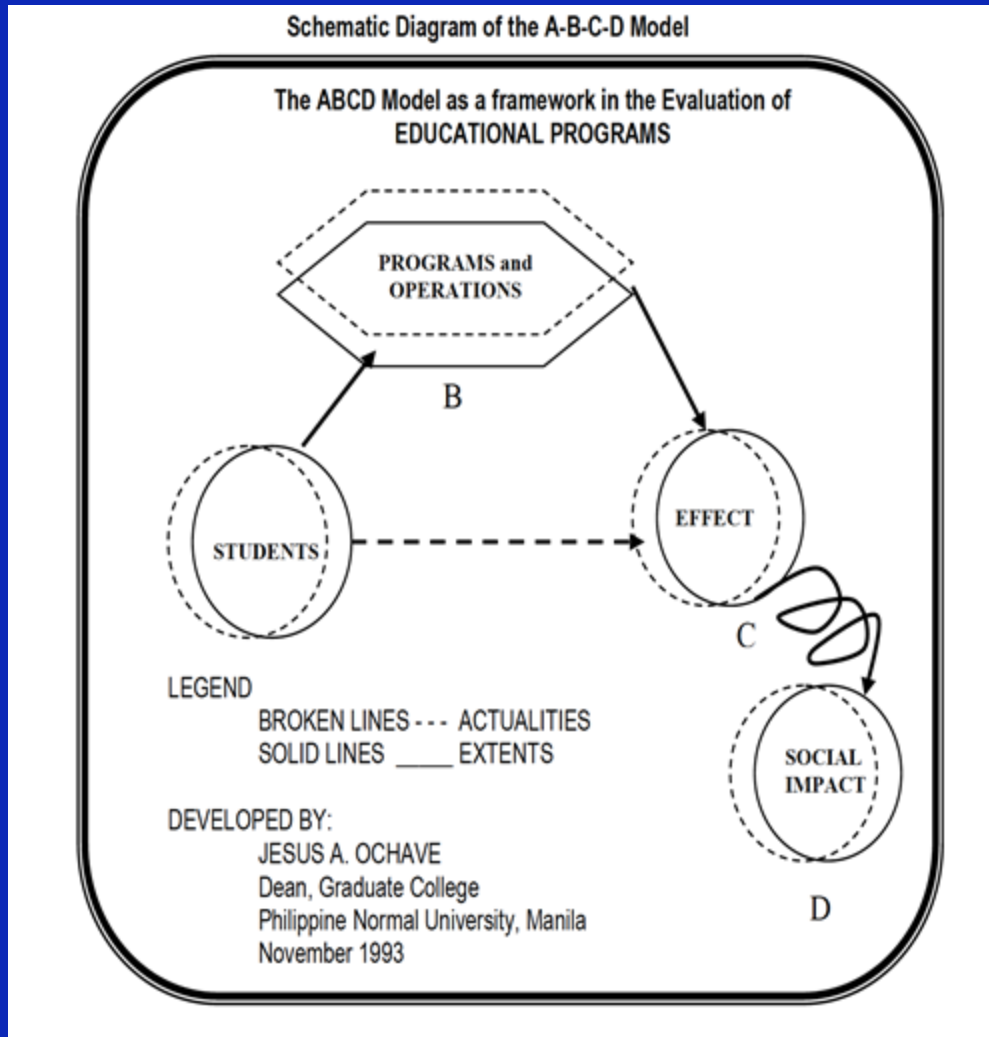 Schematic Diagram of the A-B-C-D Model
The ABCD Model as a framework in the Evaluation of
EDUCATIONAL PROGRAMS
PROGRAMS and
OPERATIONS
B
STUDENTS
EFFECT
C
LEGEND
BROKEN LINES - - - ACTUALITIES
SOLID LINES _____ EXTENTS
SOCIAL
IMPACT
D
DEVELOPED BY:
JESUS A. OCHAVE
Dean, Graduate College
Philippine Normal University, Manila
November 1993